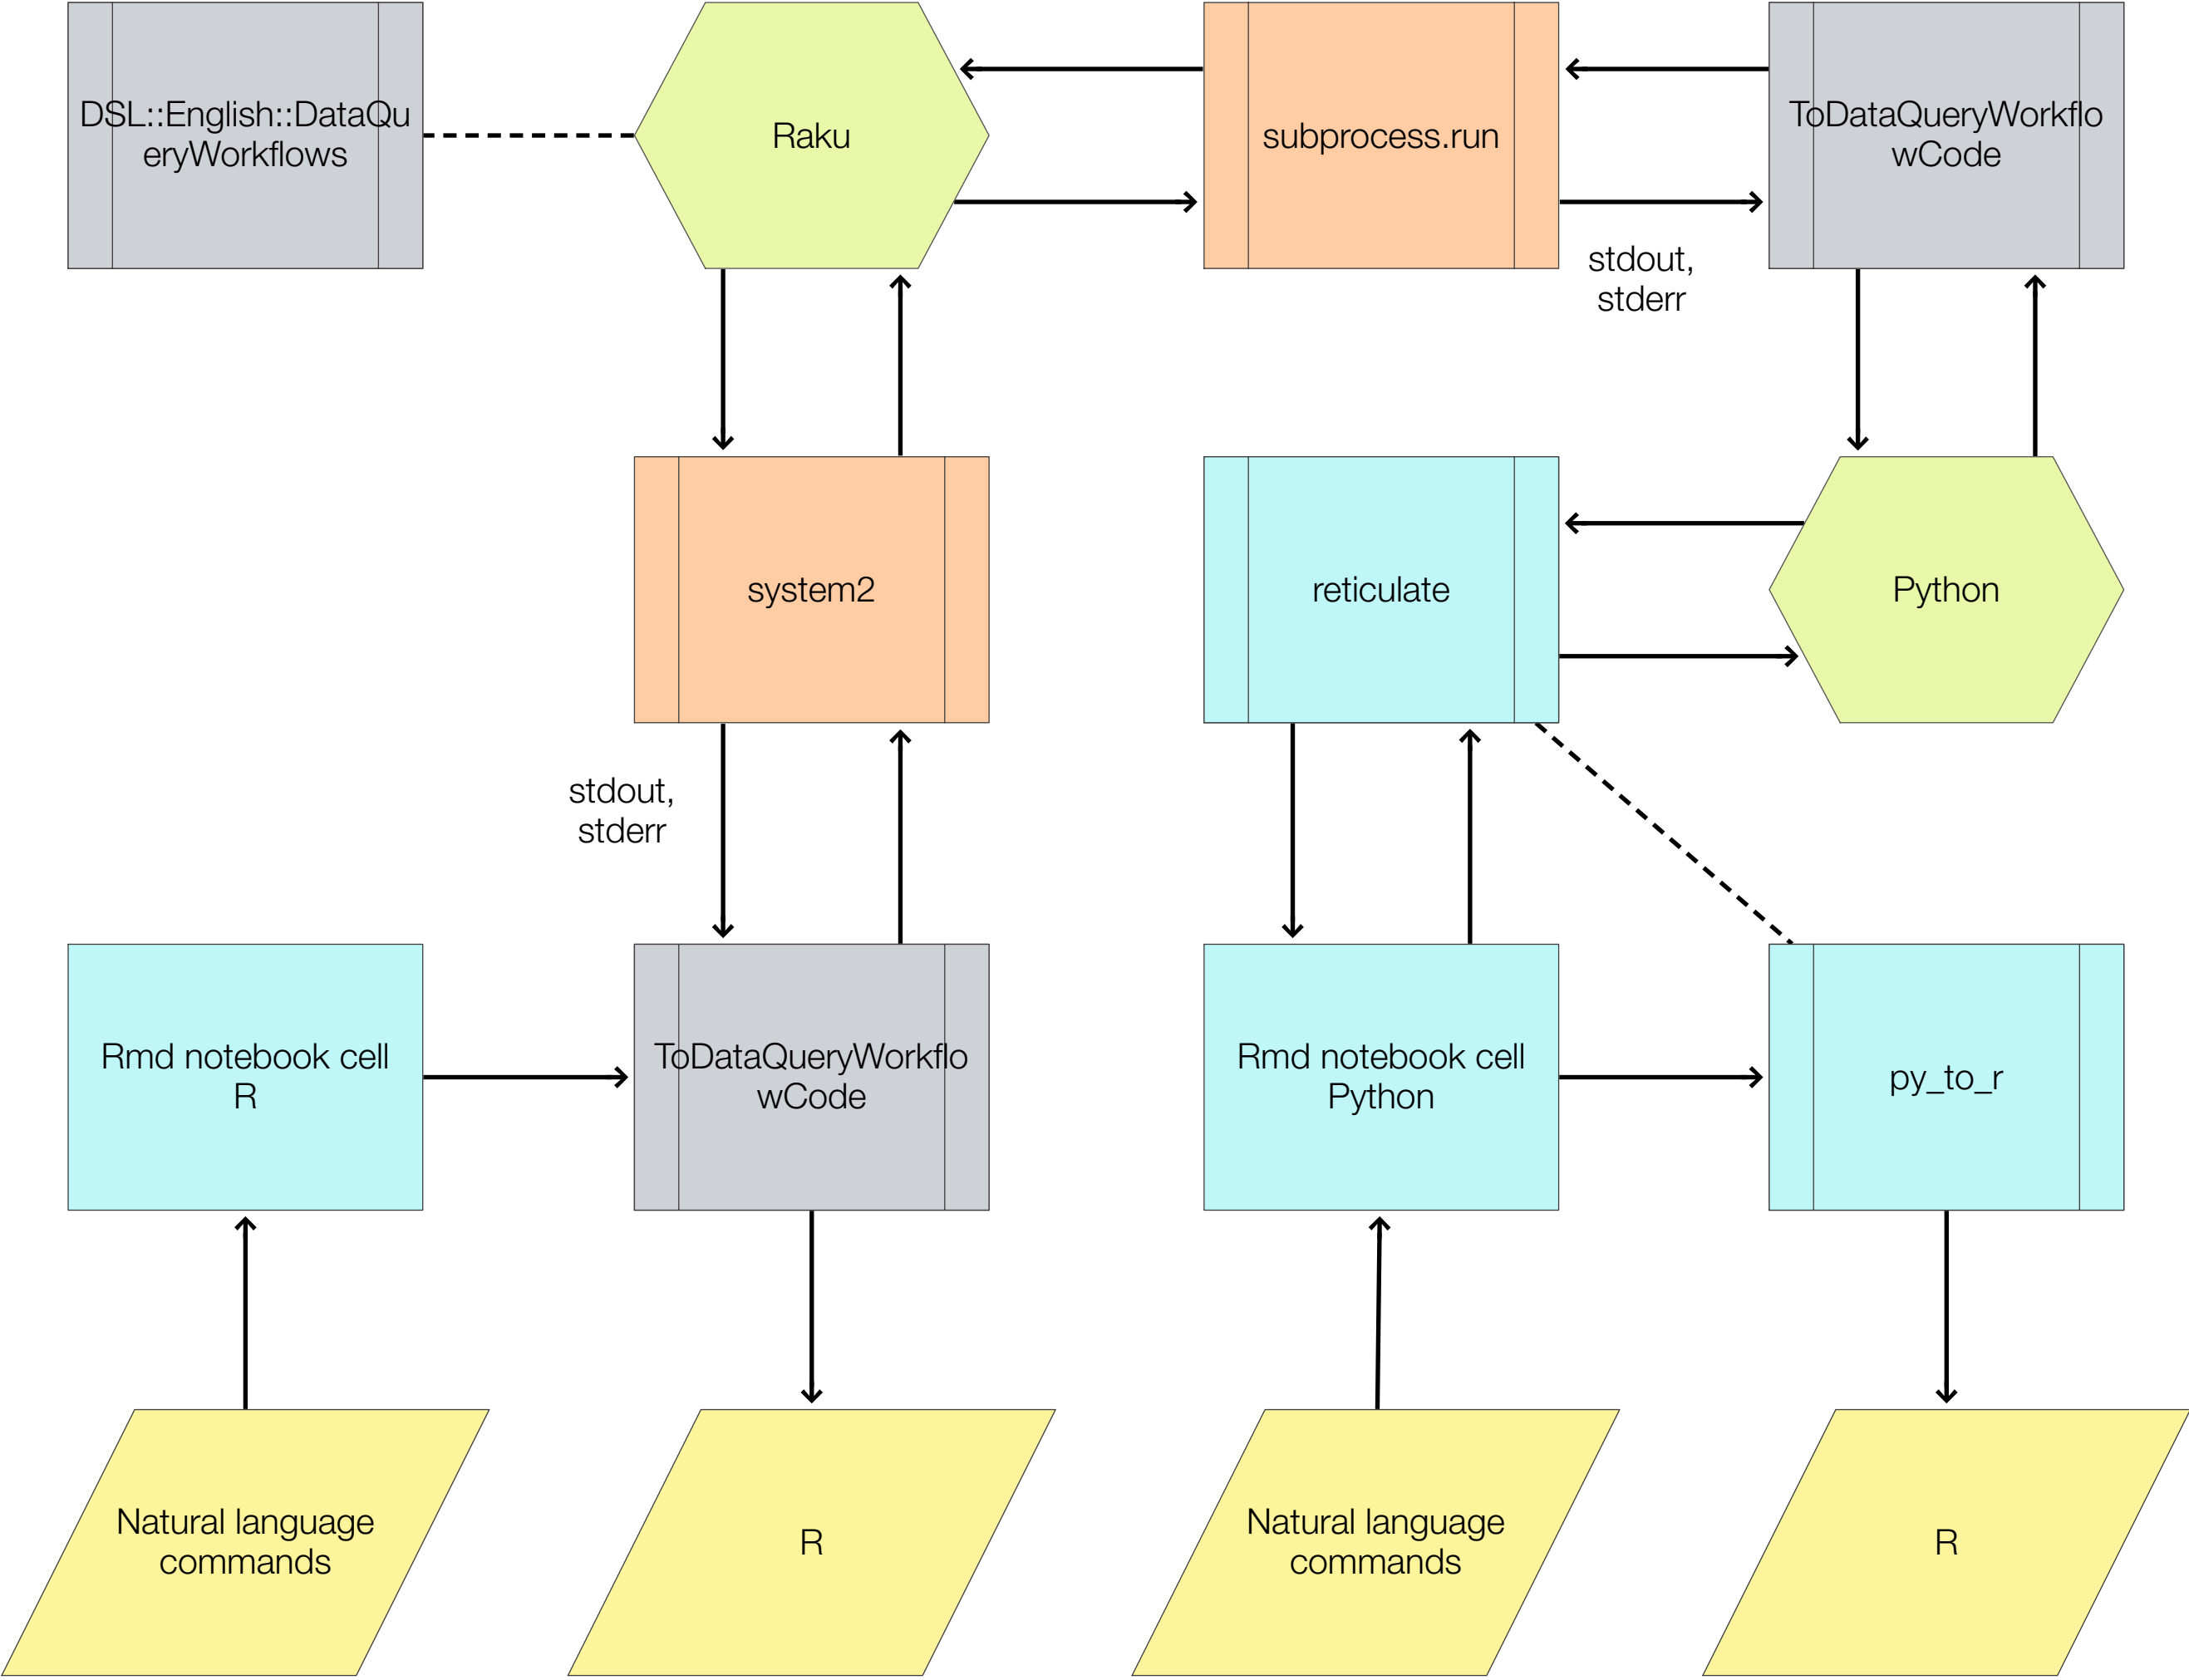 DSL::English::DataQu
eryWorkflows
Raku
subprocess.run
ToDataQueryWorkflo
wCode
stdout,
stderr
system2
reticulate
Python
stdout,
stderr
Rmd notebook cell
R
ToDataQueryWorkflo
wCode
Rmd notebook cell
Python
py_to_r
Natural language
commands
R
Natural language
commands
R